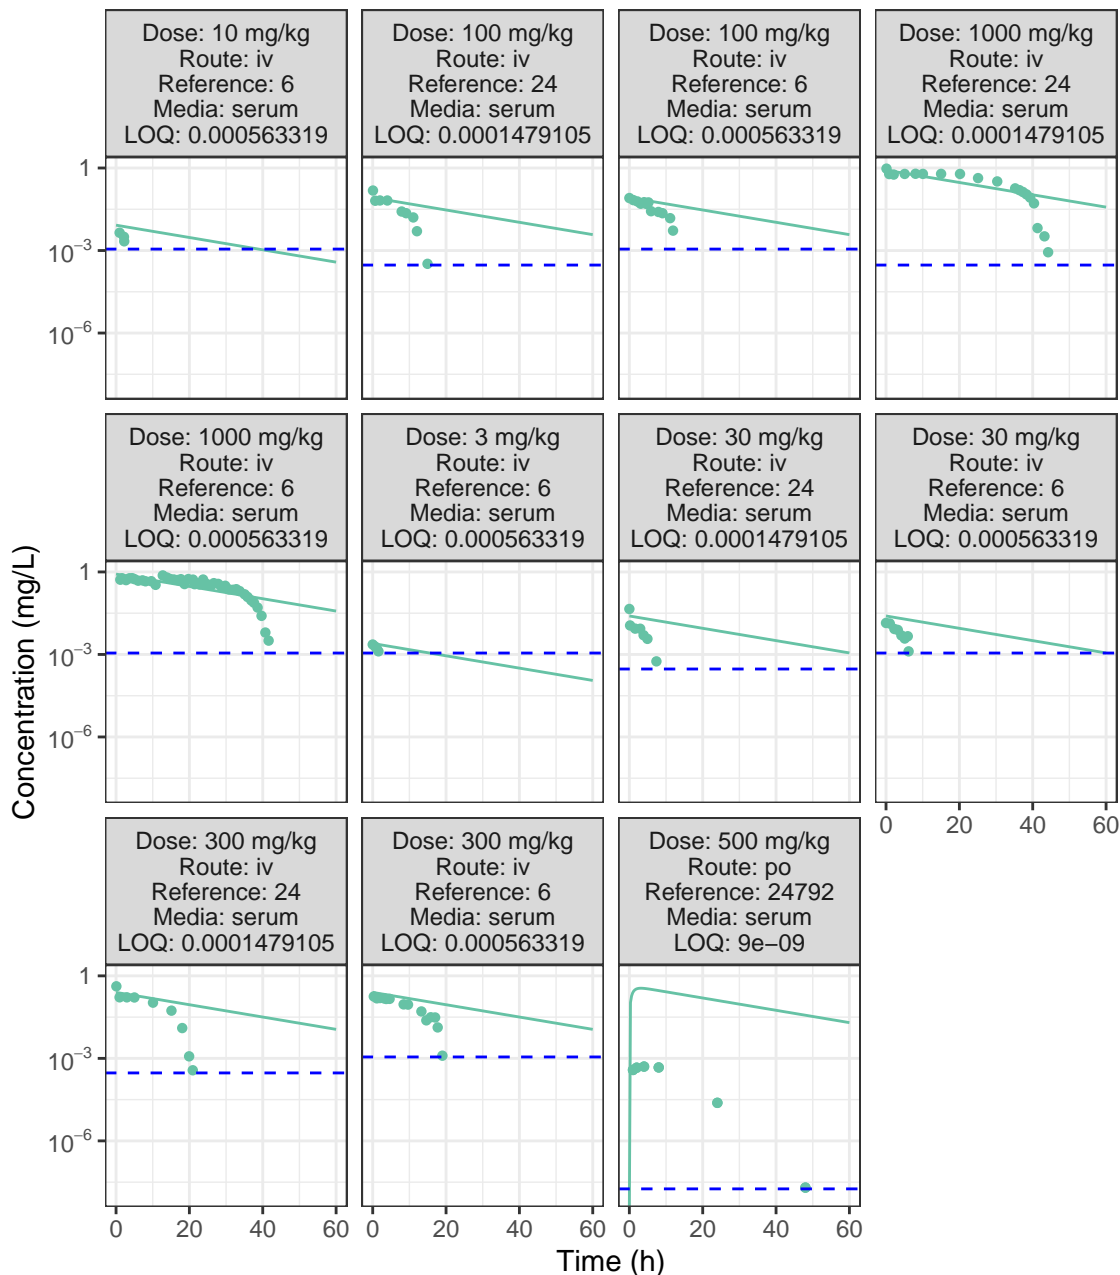 Dose: 10 mg/kg
Route: iv
Reference: 6
Media: serum
LOQ: 0.000563319
Dose: 100 mg/kg
Route: iv
Reference: 24
Media: serum
LOQ: 0.0001479105
Dose: 100 mg/kg
Route: iv
Reference: 6
Media: serum
LOQ: 0.000563319
Dose: 1000 mg/kg
Route: iv
Reference: 24
Media: serum
LOQ: 0.0001479105
1
10⁻³
10⁻⁶
Dose: 1000 mg/kg
Route: iv
Reference: 6
Media: serum
LOQ: 0.000563319
Dose: 3 mg/kg
Route: iv
Reference: 6
Media: serum
LOQ: 0.000563319
Dose: 30 mg/kg
Route: iv
Reference: 24
Media: serum
LOQ: 0.0001479105
Dose: 30 mg/kg
Route: iv
Reference: 6
Media: serum
LOQ: 0.000563319
1
10⁻³
10⁻⁶
0 20 40 60
Dose: 300 mg/kg
Route: iv
Reference: 24
Media: serum
LOQ: 0.0001479105
Dose: 300 mg/kg
Route: iv
Reference: 6
Media: serum
LOQ: 0.000563319
Dose: 500 mg/kg
Route: po
Reference: 24792
Media: serum
LOQ: 9e−09
1
10⁻³
10⁻⁶
0 20 40 60
0 20 40 60
0 20 40 60
Time (h)
Concentration (mg/L)